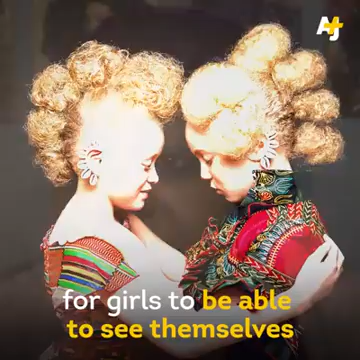 AJ+
for girls to be able
to see themselves